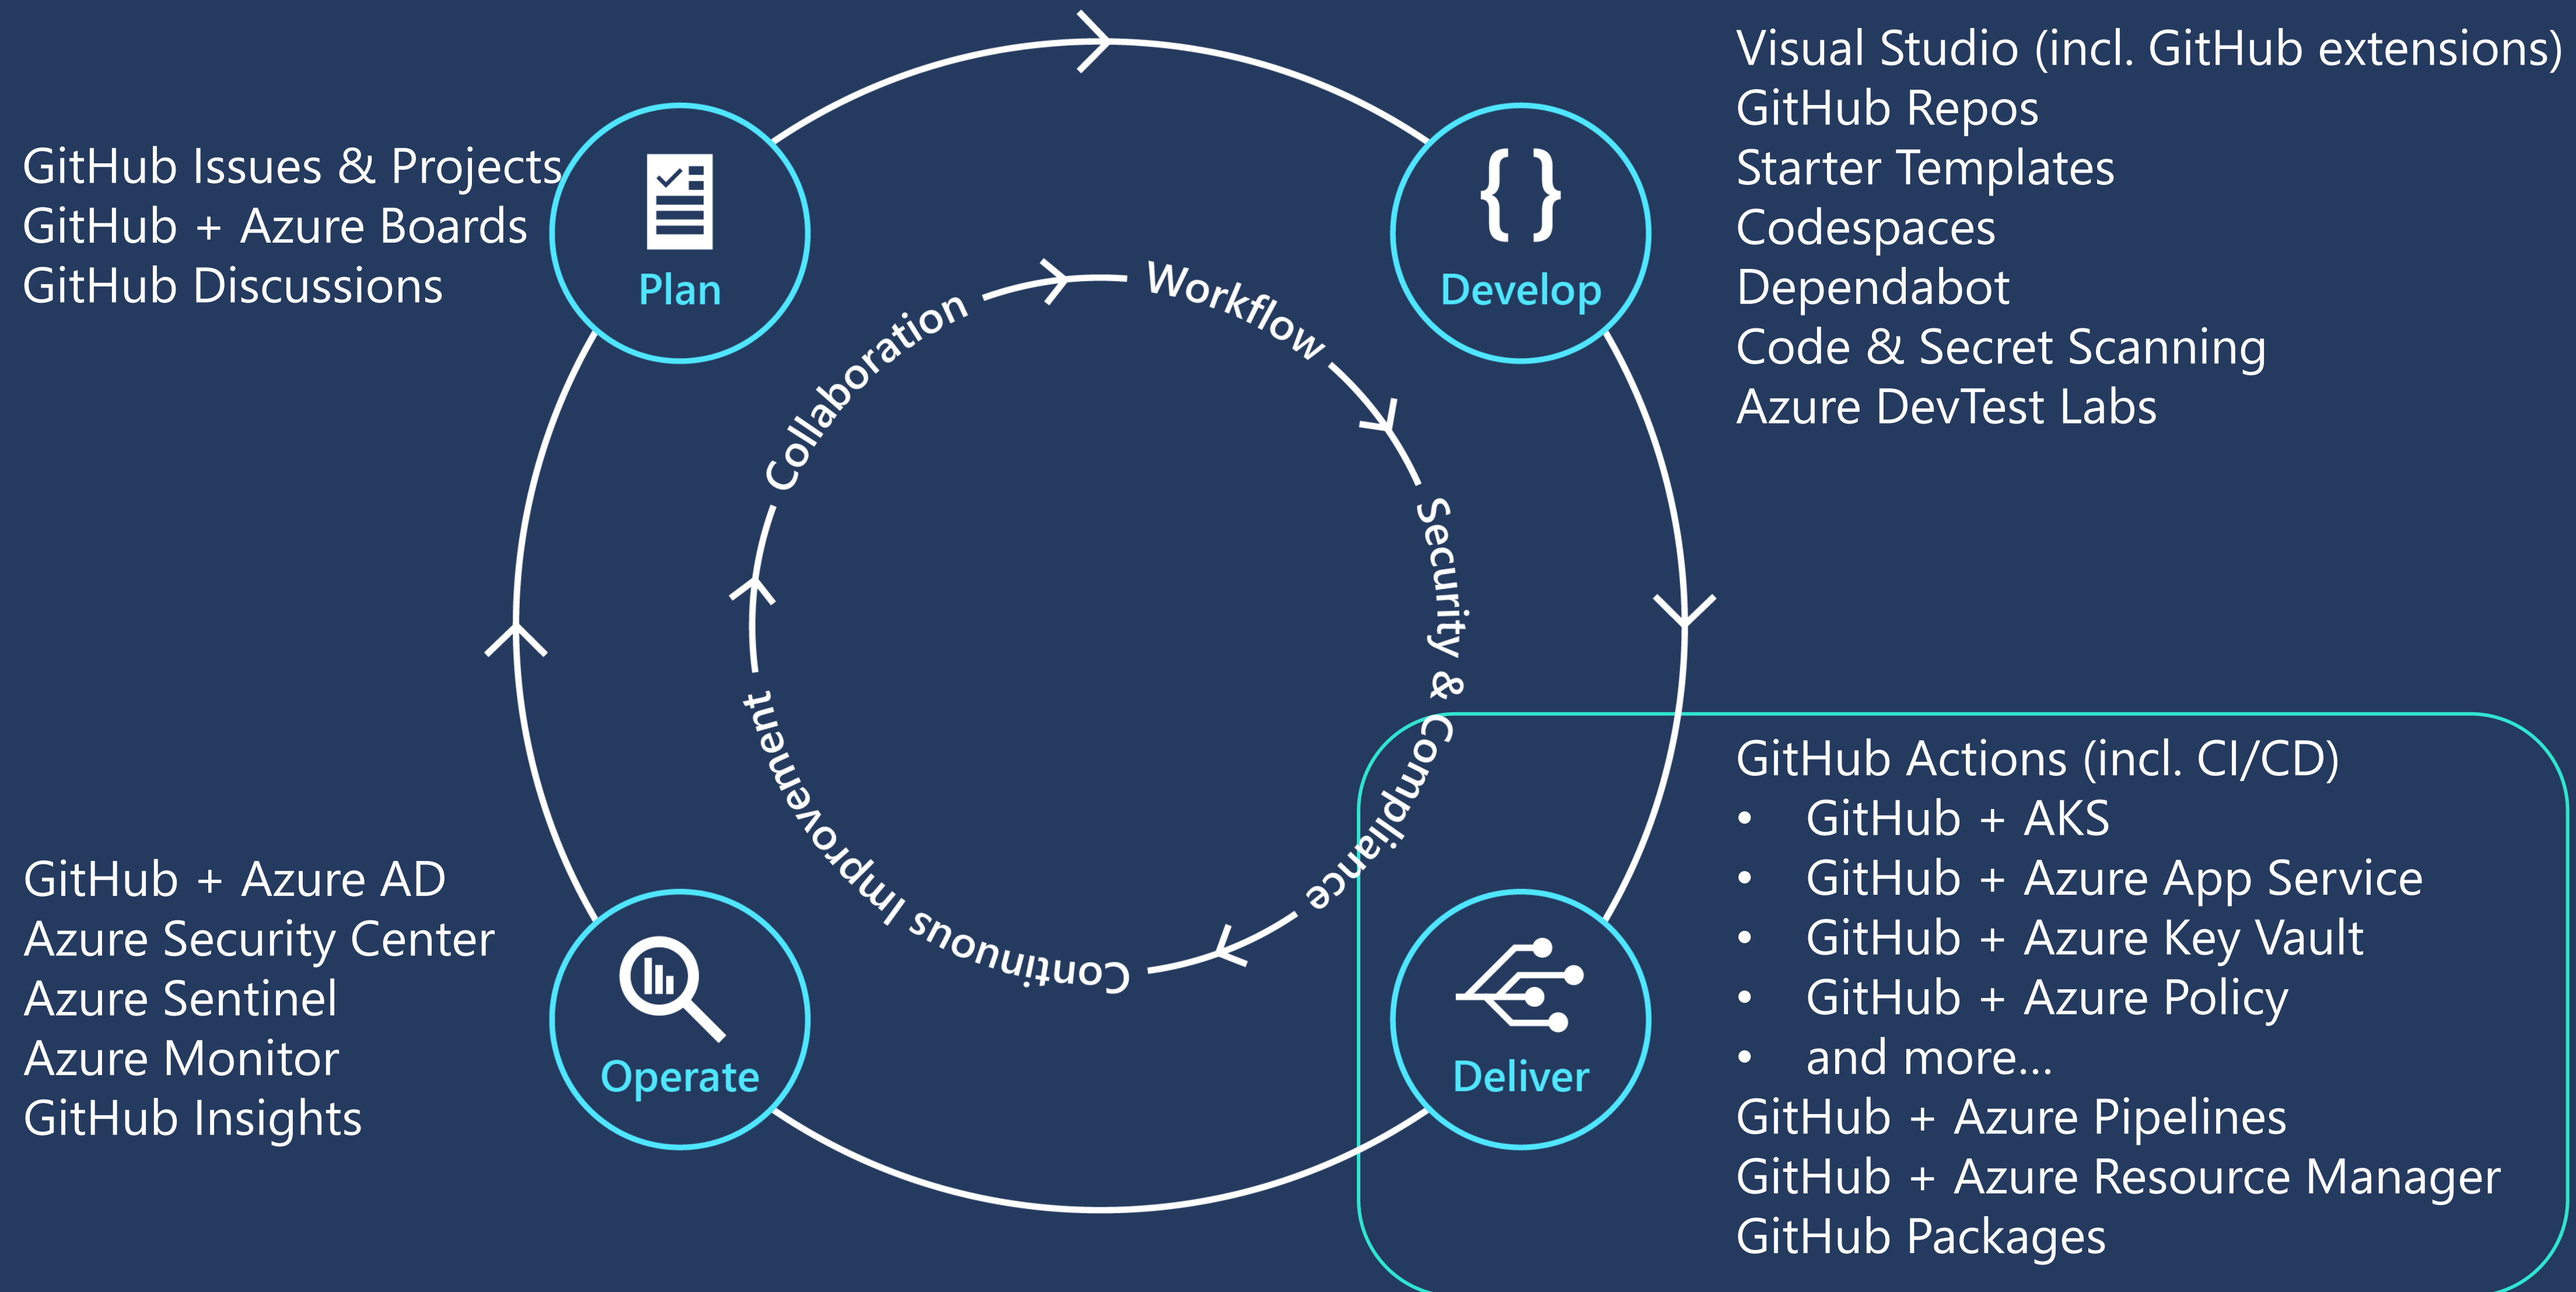 GitHub Issues & Projects
GitHub + Azure Boards
GitHub Discussions
Plan
Develop
Visual Studio (incl. GitHub extensions)
GitHub Repos
Starter Templates
Codespaces
Dependabot
Code & Secret Scanning
Azure DevTest Labs
Collaboration
Workflow
Security & Compliance
Continuous Improvement
GitHub + Azure AD
Azure Security Center
Azure Sentinel
Azure Monitor
GitHub Insights
Operate
Deliver
GitHub Actions (incl. CI/CD)
• GitHub + AKS
• GitHub + Azure App Service
• GitHub + Azure Key Vault
• GitHub + Azure Policy
• and more...
GitHub + Azure Pipelines
GitHub + Azure Resource Manager
GitHub Packages